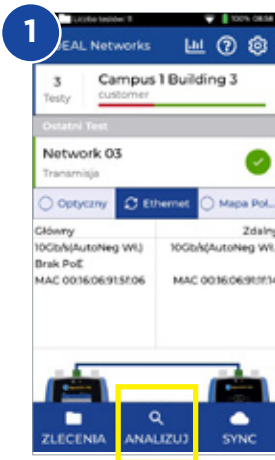 1
Liczba testów: 11
100% 08:58
DEAL Networks
3
Testy
Campus 1 Building 3
customer
Ostatni Test
Network 03
Transmisja
Optyczny
Ethernet
Mapa Poł...
Główny
Zdalny
10Gb/s(AutoNeg Wł.)
10Gb/s(AutoNeg Wł.
Brak PoE
MAC 00:16:06:91:5f:06
MAC 00:16:06:91:1f:14
ZLECENIA
ANALIZUJ
SYNC